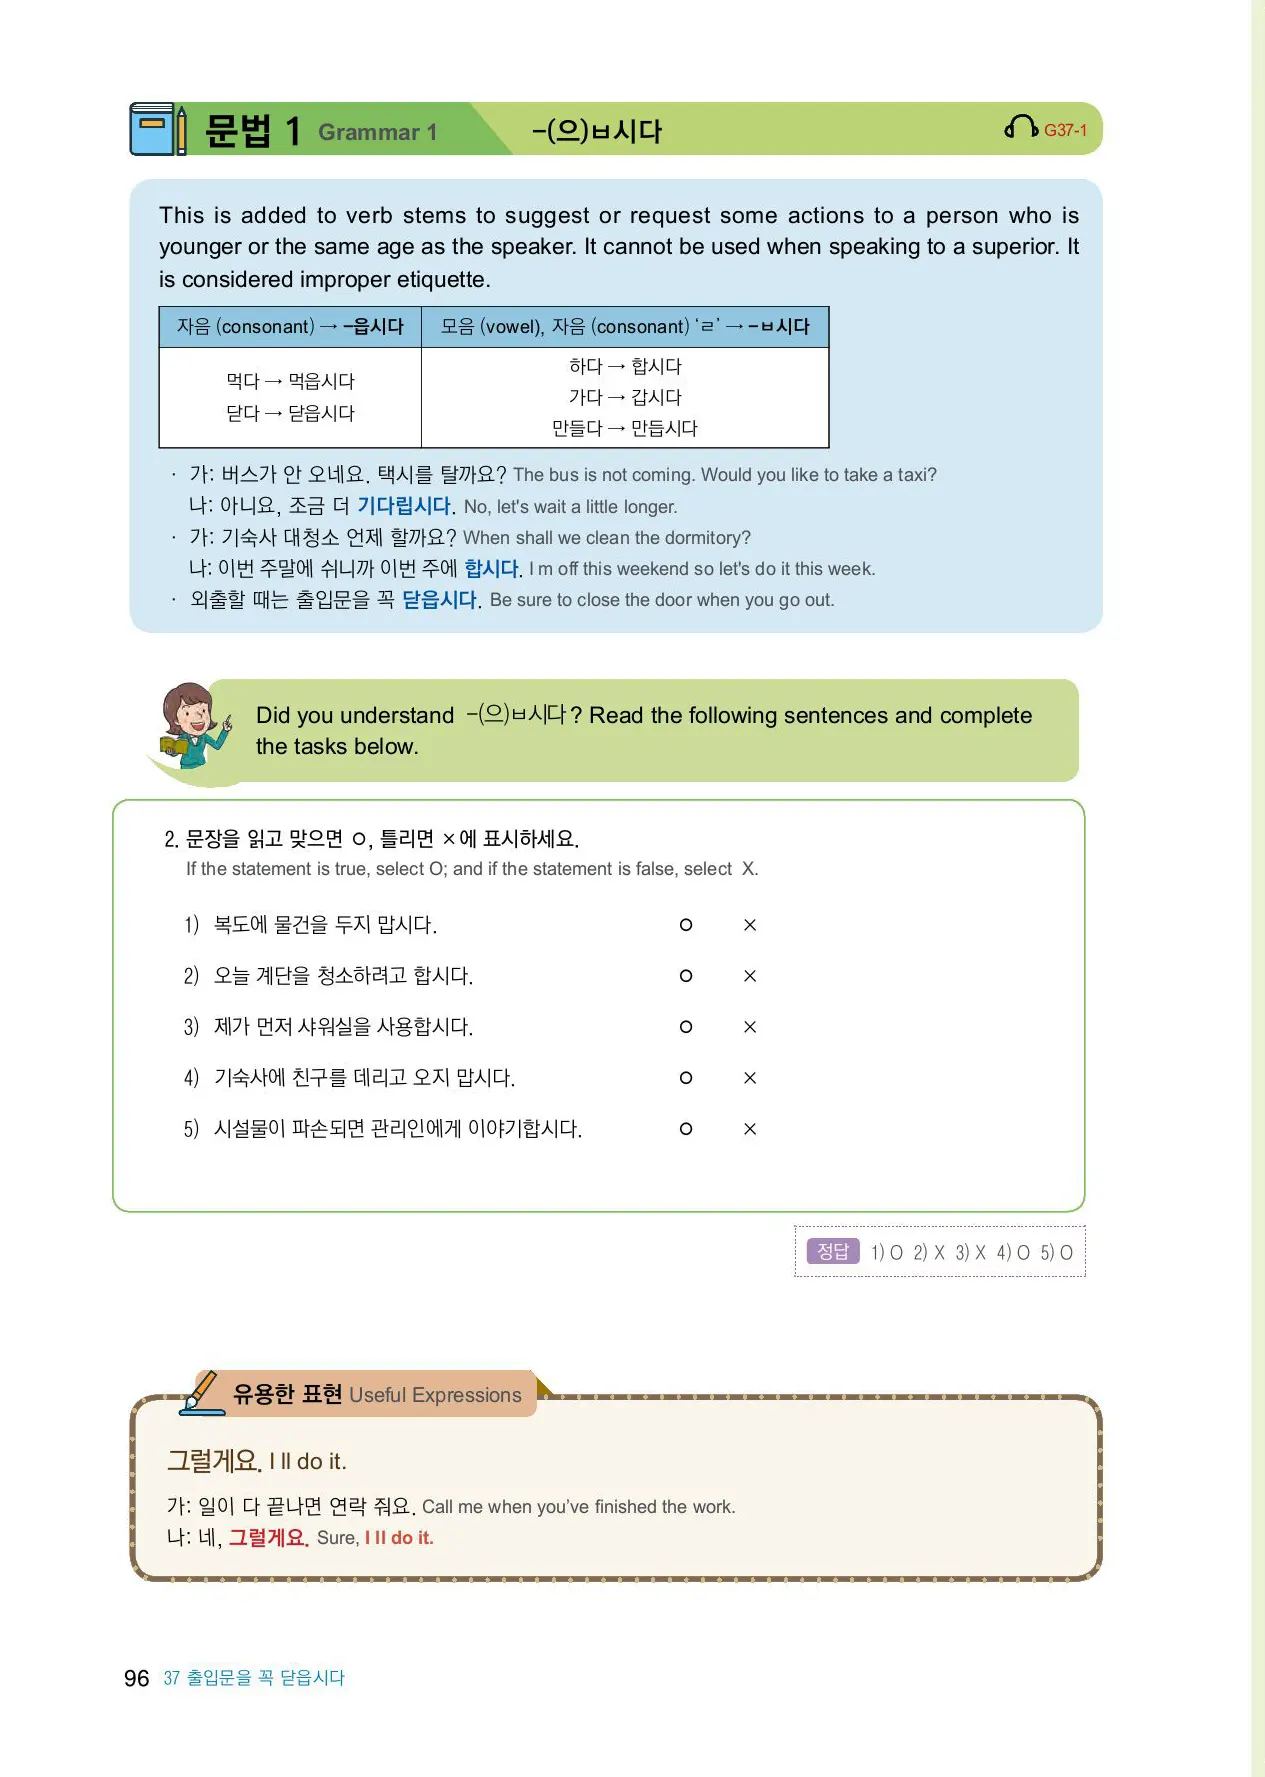 문법 1 Grammar 1 -(으)ㅂ시다 G37-1
This is added to verb stems to suggest or request some actions to a person who is
younger or the same age as the speaker. It cannot be used when speaking to a superior. It
is considered improper etiquette.
자음 (consonant) → -읍시다 모음 (vowel), 자음 (consonant) ‘ㄹ’ → -ㅂ시다
먹다 → 먹읍시다
닫다 → 닫읍시다
하다 → 합시다
가다 → 갑시다
만들다 → 만듭시다
· 가: 버스가 안 오네요. 택시를 탈까요? The bus is not coming. Would you like to take a taxi?
나: 아니요, 조금 더 기다립시다. No, let's wait a little longer.
· 가: 기숙사 대청소 언제 할까요? When shall we clean the dormitory?
나: 이번 주말에 쉬니까 이번 주에 합시다. I m off this weekend so let's do it this week.
· 외출할 때는 출입문을 꼭 닫읍시다. Be sure to close the door when you go out.
Did you understand -(으)ㅂ시다? Read the following sentences and complete
the tasks below.
2. 문장을 읽고 맞으면 ㅇ, 틀리면 ×에 표시하세요.
If the statement is true, select O; and if the statement is false, select X.
1) 복도에 물건을 두지 맙시다. ㅇ ×
2) 오늘 계단을 청소하려고 합시다. ㅇ ×
3) 제가 먼저 샤워실을 사용합시다. ㅇ ×
4) 기숙사에 친구를 데리고 오지 맙시다. ㅇ ×
5) 시설물이 파손되면 관리인에게 이야기합시다. ㅇ ×
정답 1) O 2) X 3) X 4) O 5) O
유용한 표현 Useful Expressions
그럴게요. I ll do it.
가: 일이 다 끝나면 연락 줘요. Call me when you’ve finished the work.
나: 네, 그럴게요. Sure, I ll do it.
96 37 출입문을 꼭 닫읍시다